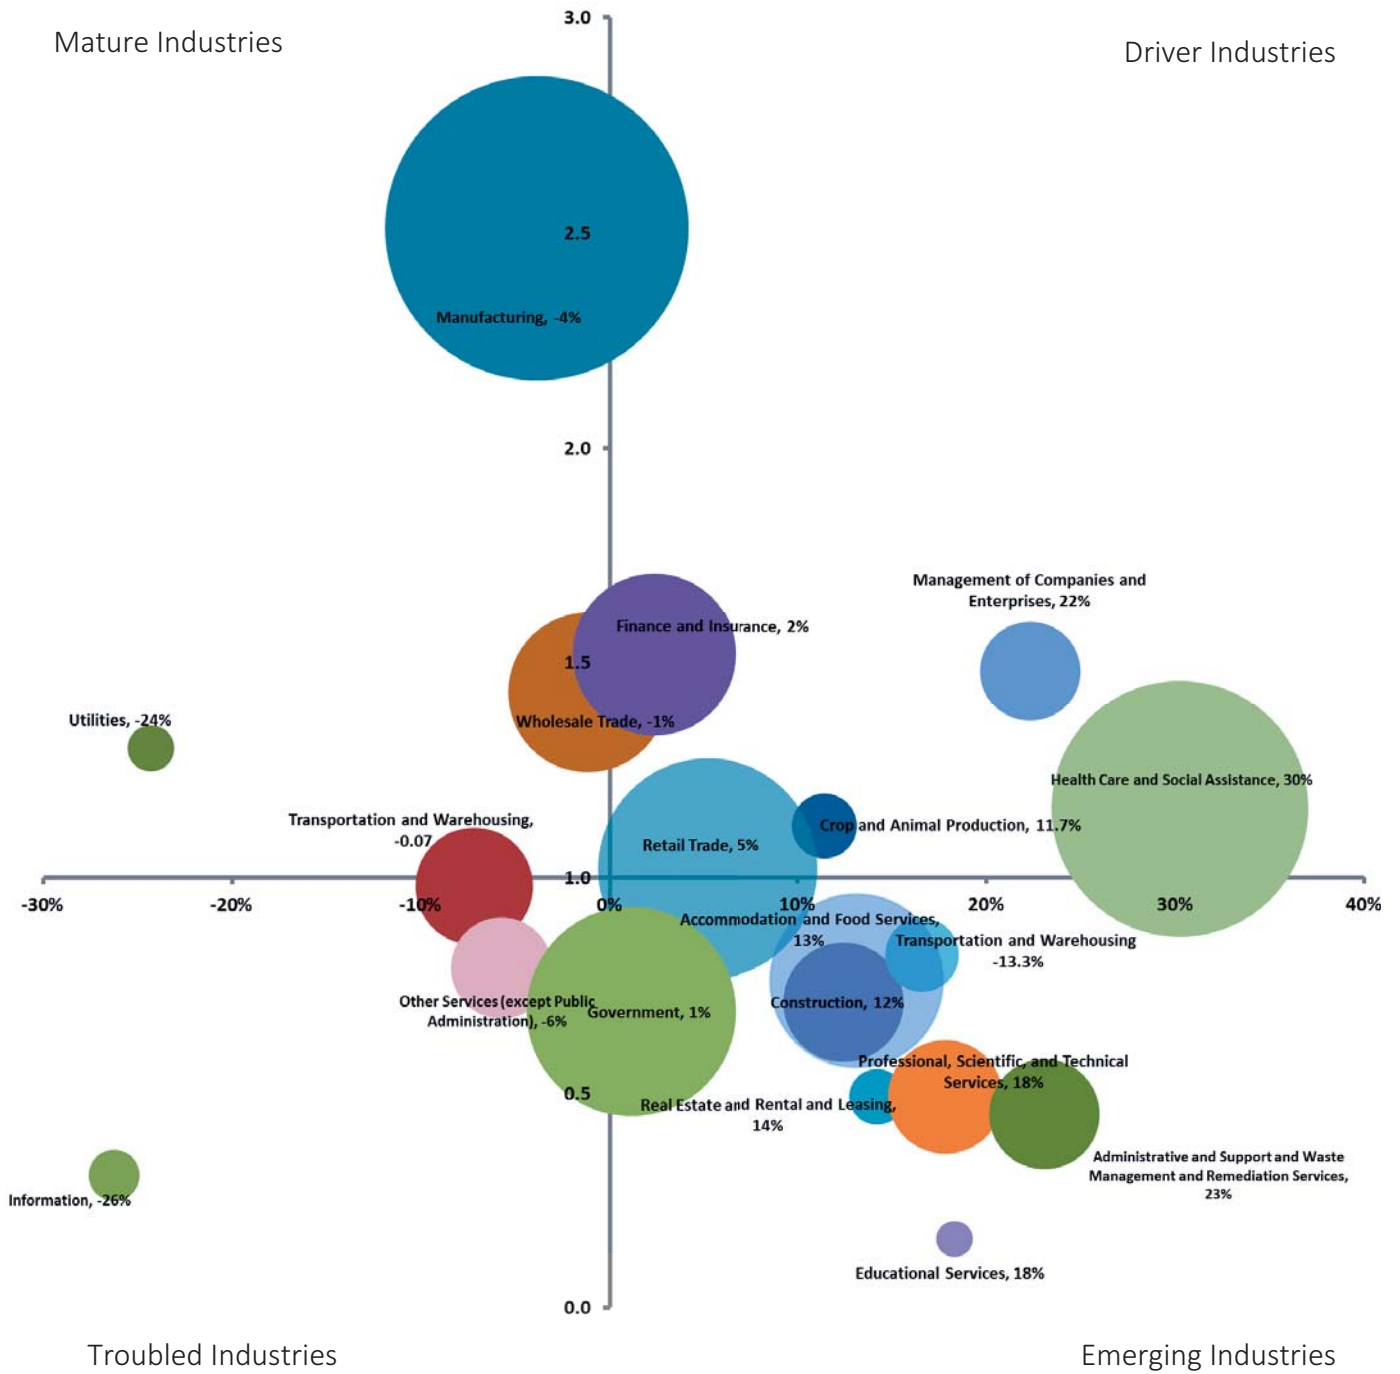 3.0
Mature Industries
Driver Industries
2.5
Manufacturing, -4%
2.0
Management of Companies and
Enterprises, 22%
Finance and Insurance, 2%
1.5
Utilities, -24%
Wholesale Trade, -1%
Health Care and Social Assistance, 30%
Transportation and Warehousing,
-0.07
Crop and Animal Production, 11.7%
Retail Trade, 5%
1.0
-30%
-20%
-10%
0%
10%
20%
30%
40%
Accommodation and Food Services,
13%
Transportation and Warehousing
-13.3%
Other Services (except Public
Administration), -6%
Government, 1%
Construction, 12%
Professional, Scientific, and Technical
Services, 18%
0.5
Real Estate and Rental and Leasing,
14%
Administrative and Support and Waste
Management and Remediation Services,
23%
Information, -26%
Educational Services, 18%
0.0
Troubled Industries
Emerging Industries